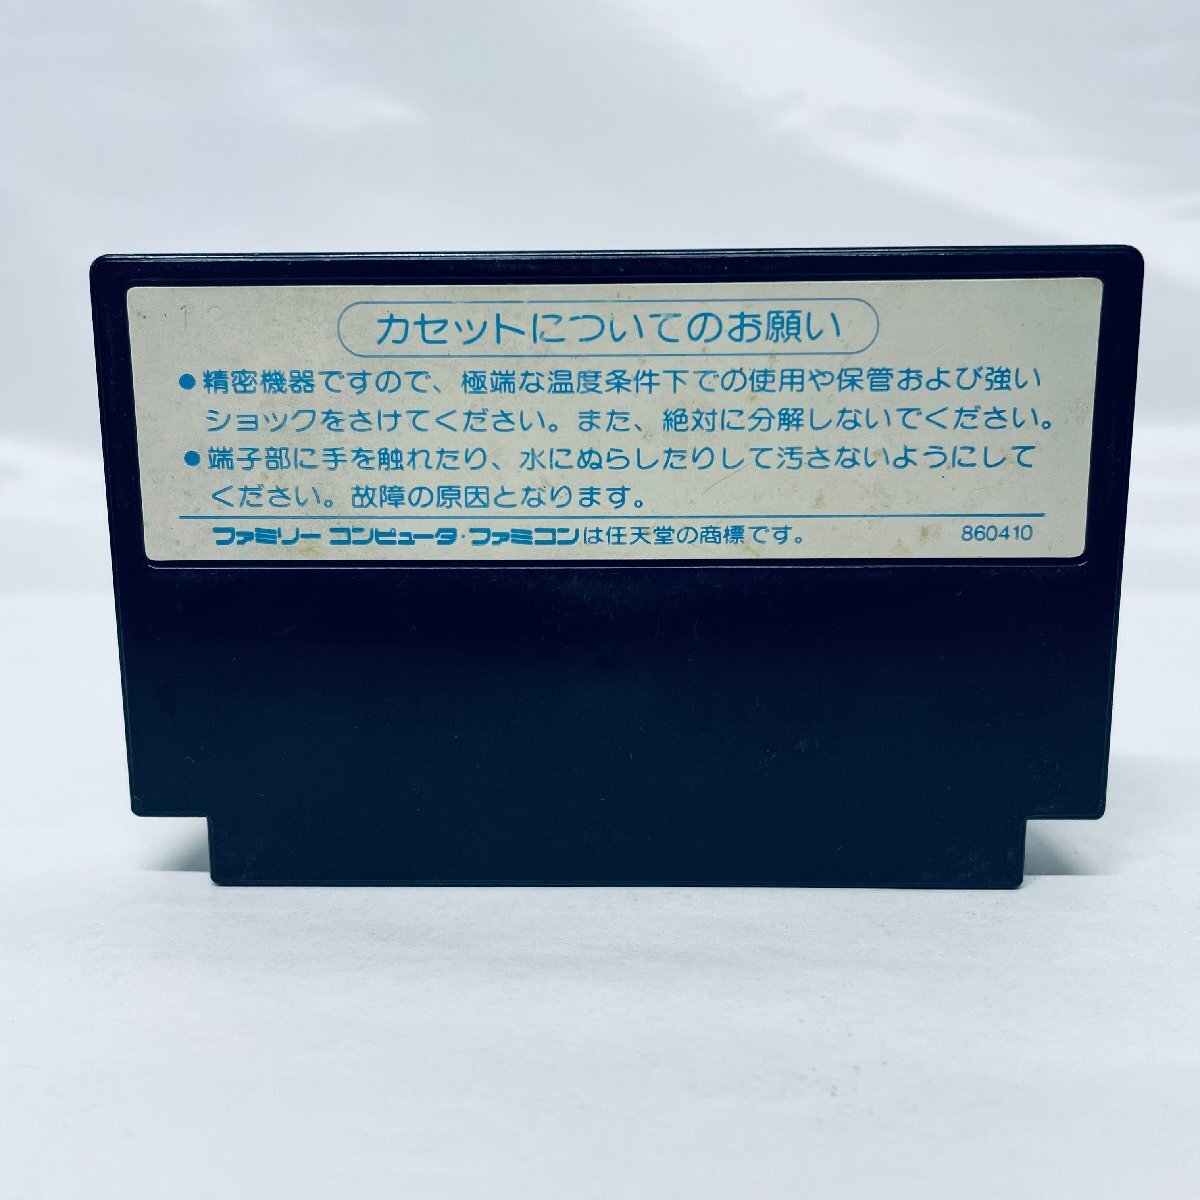 カセットについてのお願い
●精密機器ですので、極端な温度条件下での使用や保管および強い
ショックをさけてください。また、絶対に分解しないでください。
●端子部に手を触れたり、水にぬらしたりして汚さないようにして
ください。故障の原因となります。
ファミリーコンピュータ・ファミコンは任天堂の商標です。 860410